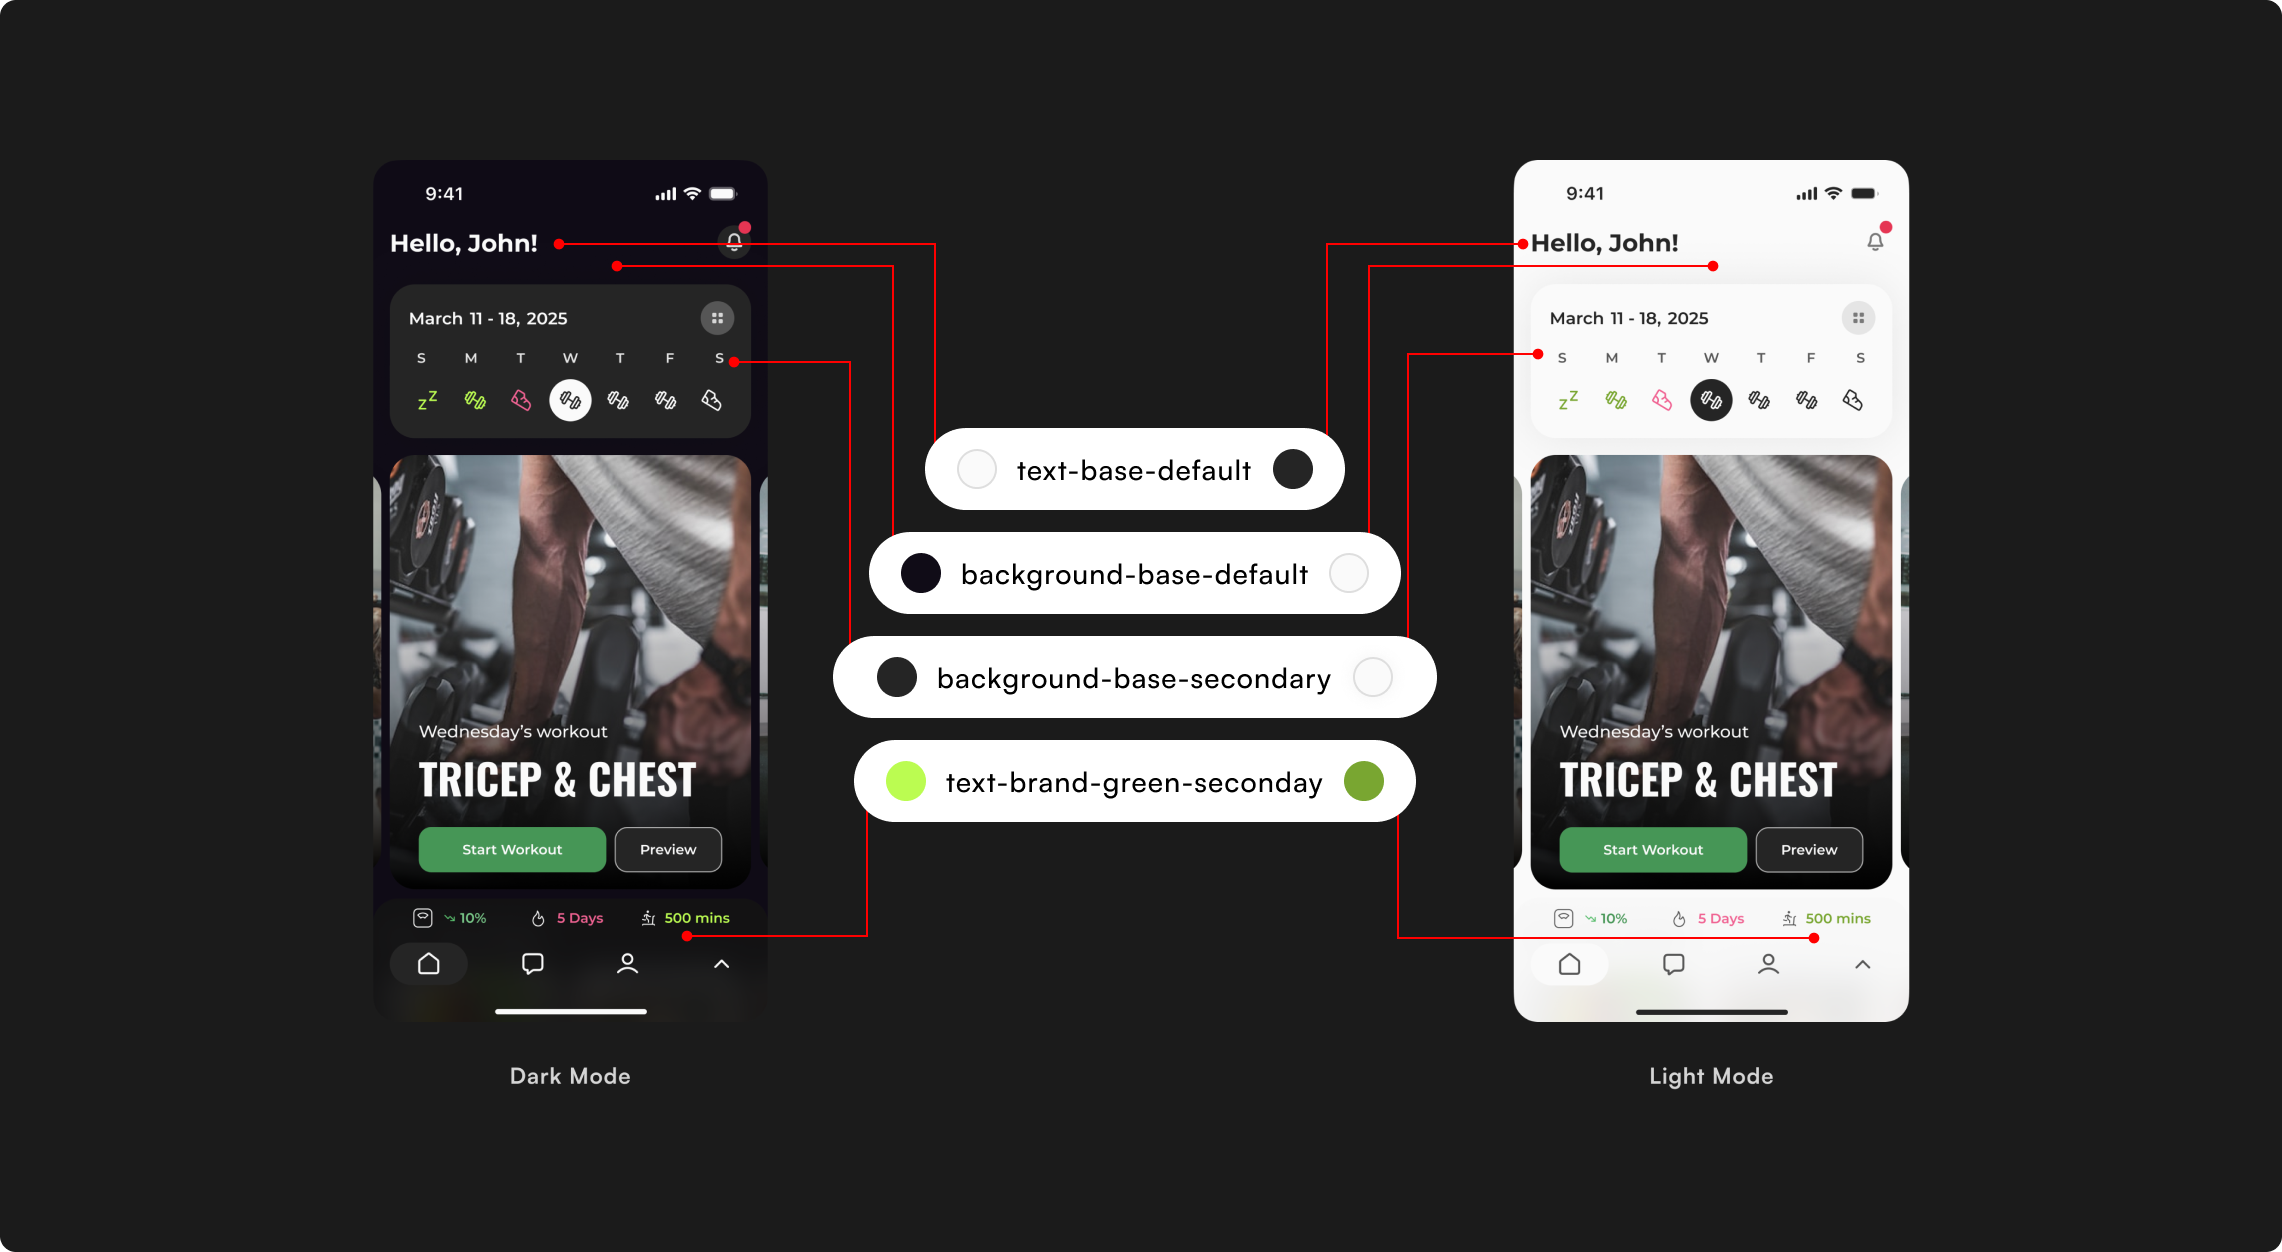 9:41
Hello, John!
March 11 - 18, 2025
S M T W T F S
z z
Wednesday's workout
TRICEP & CHEST
Start Workout Preview
10% 5 Days 500 mins
Dark Mode
text-base-default
background-base-default
background-base-secondary
text-brand-green-seconday
9:41
Hello, John!
March 11 - 18, 2025
S M T W T F S
z z
Wednesday's workout
TRICEP & CHEST
Start Workout Preview
10% 5 Days 500 mins
Light Mode